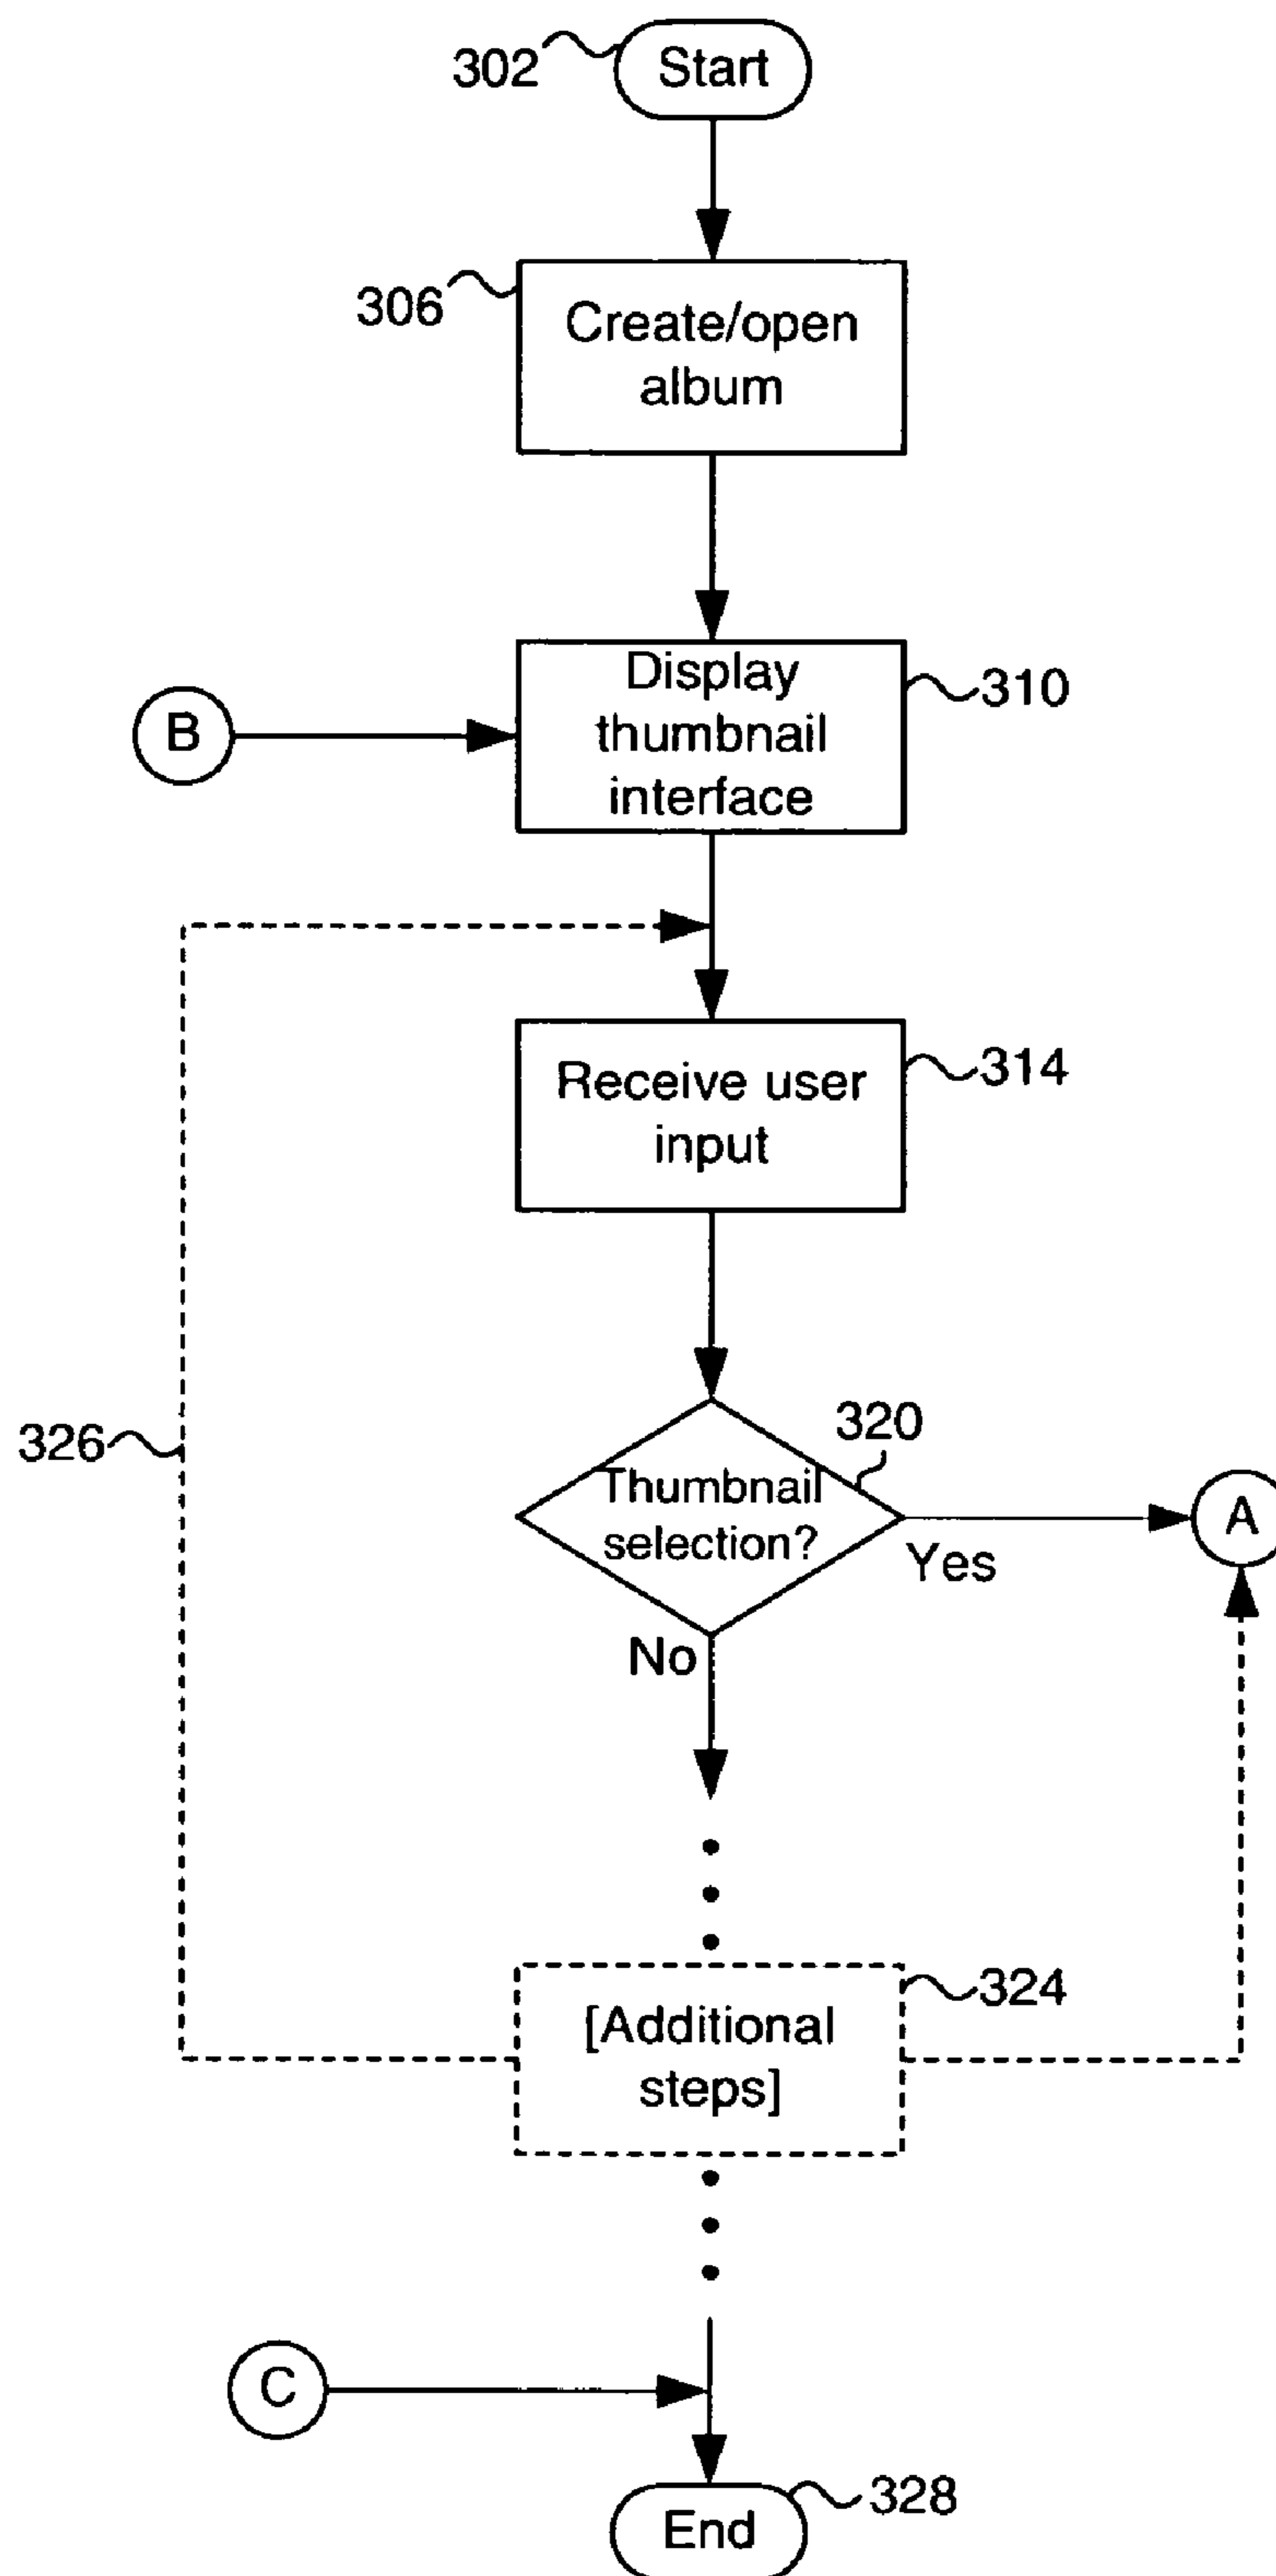 302
Start
306
Create/open
album
B
Display
thumbnail
interface
310
Receive user
input
314
326
320
Thumbnail
selection?
Yes
A
No
[Additional
steps]
324
C
End
328